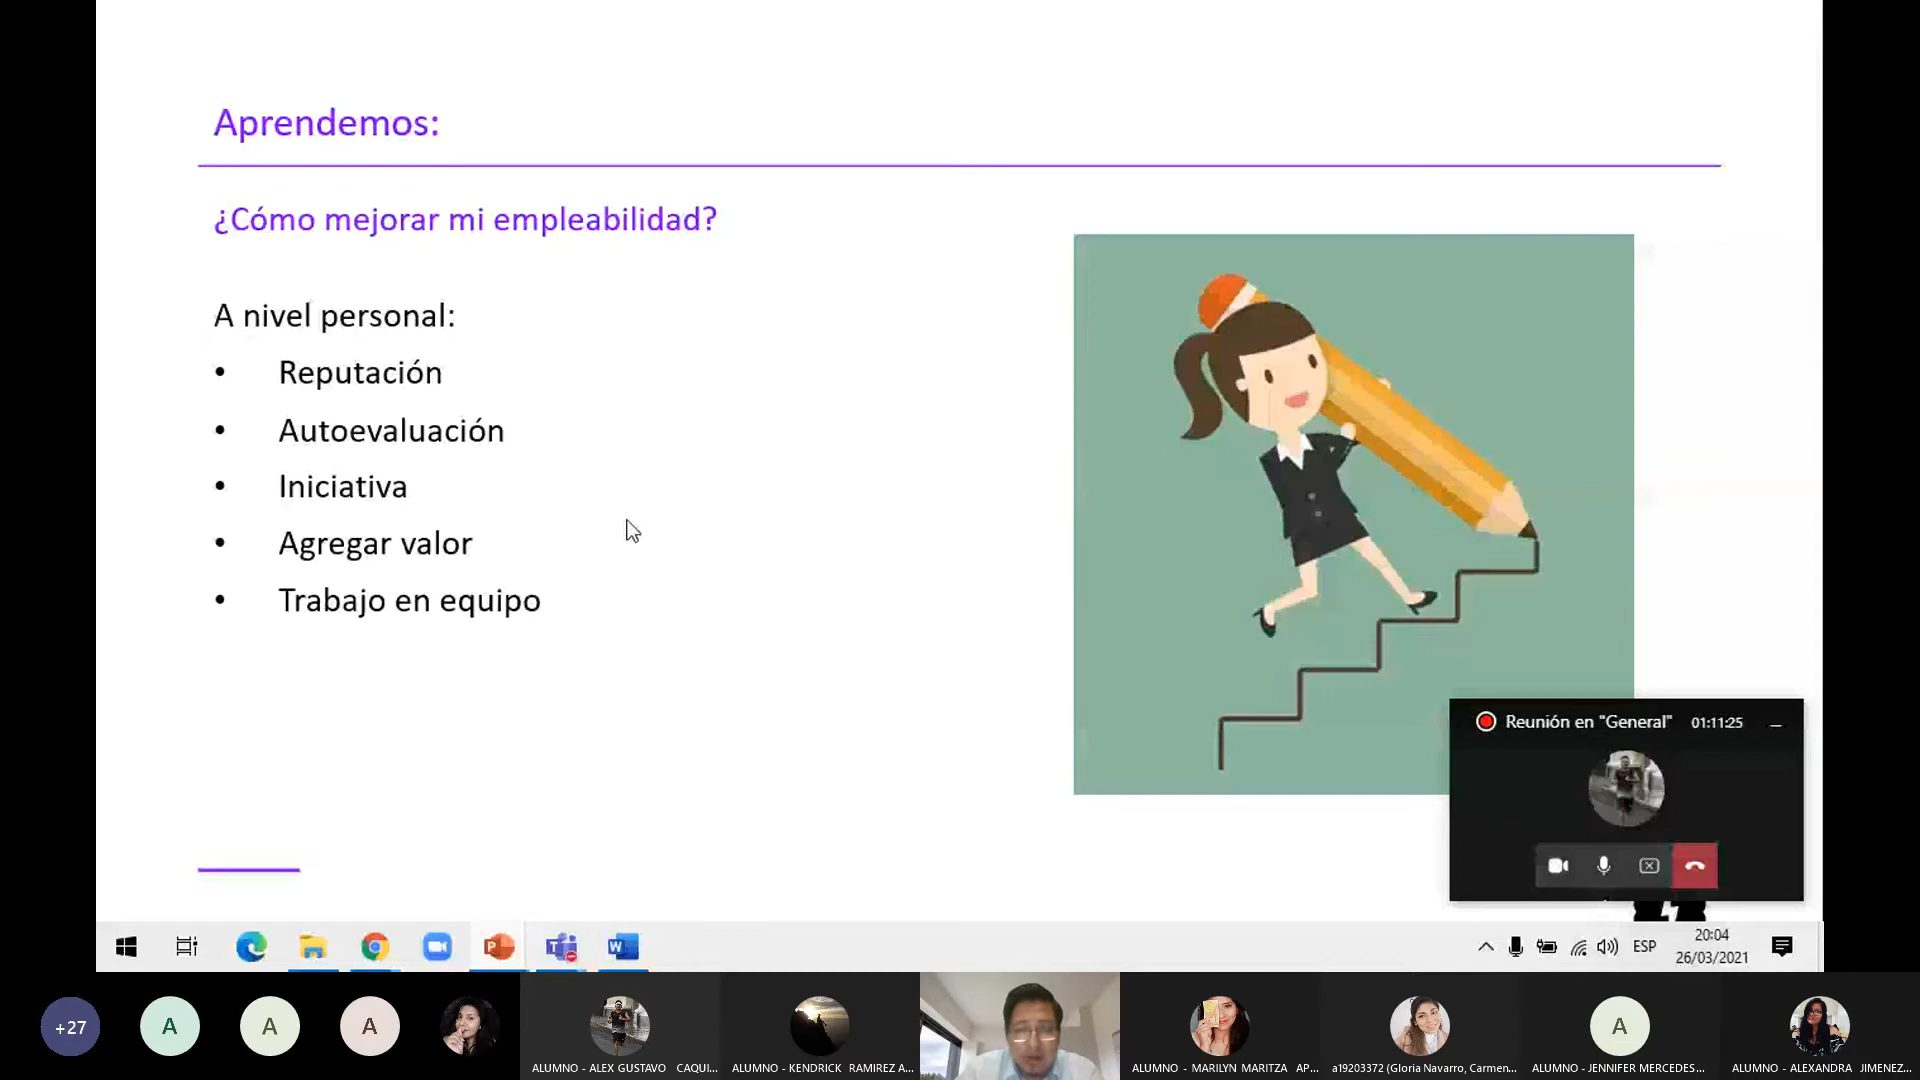 Aprendemos:
¿Cómo mejorar mi empleabilidad?
A nivel personal:
• Reputación
• Autoevaluación
• Iniciativa
• Agregar valor
• Trabajo en equipo
Reunión en "General" 01:11:25
ESP
20:04
26/03/2021
+27
A
A
A
A
ALUMNO - ALEX GUSTAVO CAQUI...
ALUMNO - KENDRICK RAMIREZ A...
ALUMNO - MARILYN MARITZA AP...
a19203372 (Gloria Navarro, Carmen...
ALUMNO - JENNIFER MERCEDES...
ALUMNO - ALEXANDRA JIMENEZ...